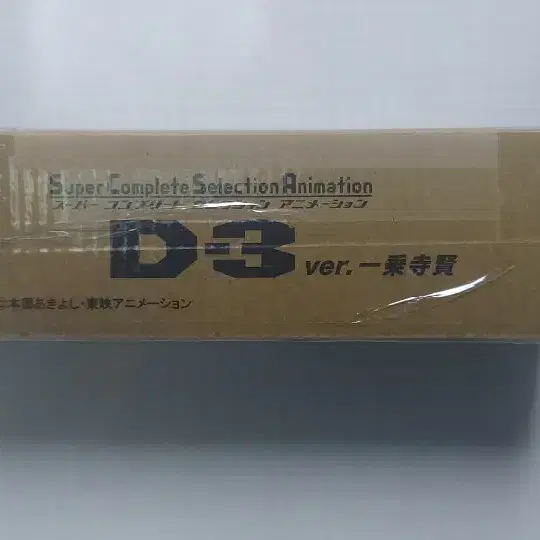 Super Complete Selection Animation
スーパー コンプリート セレクション アニメーション
D-3 ver. 一乗寺賢
©本郷あきよし・東映アニメーション